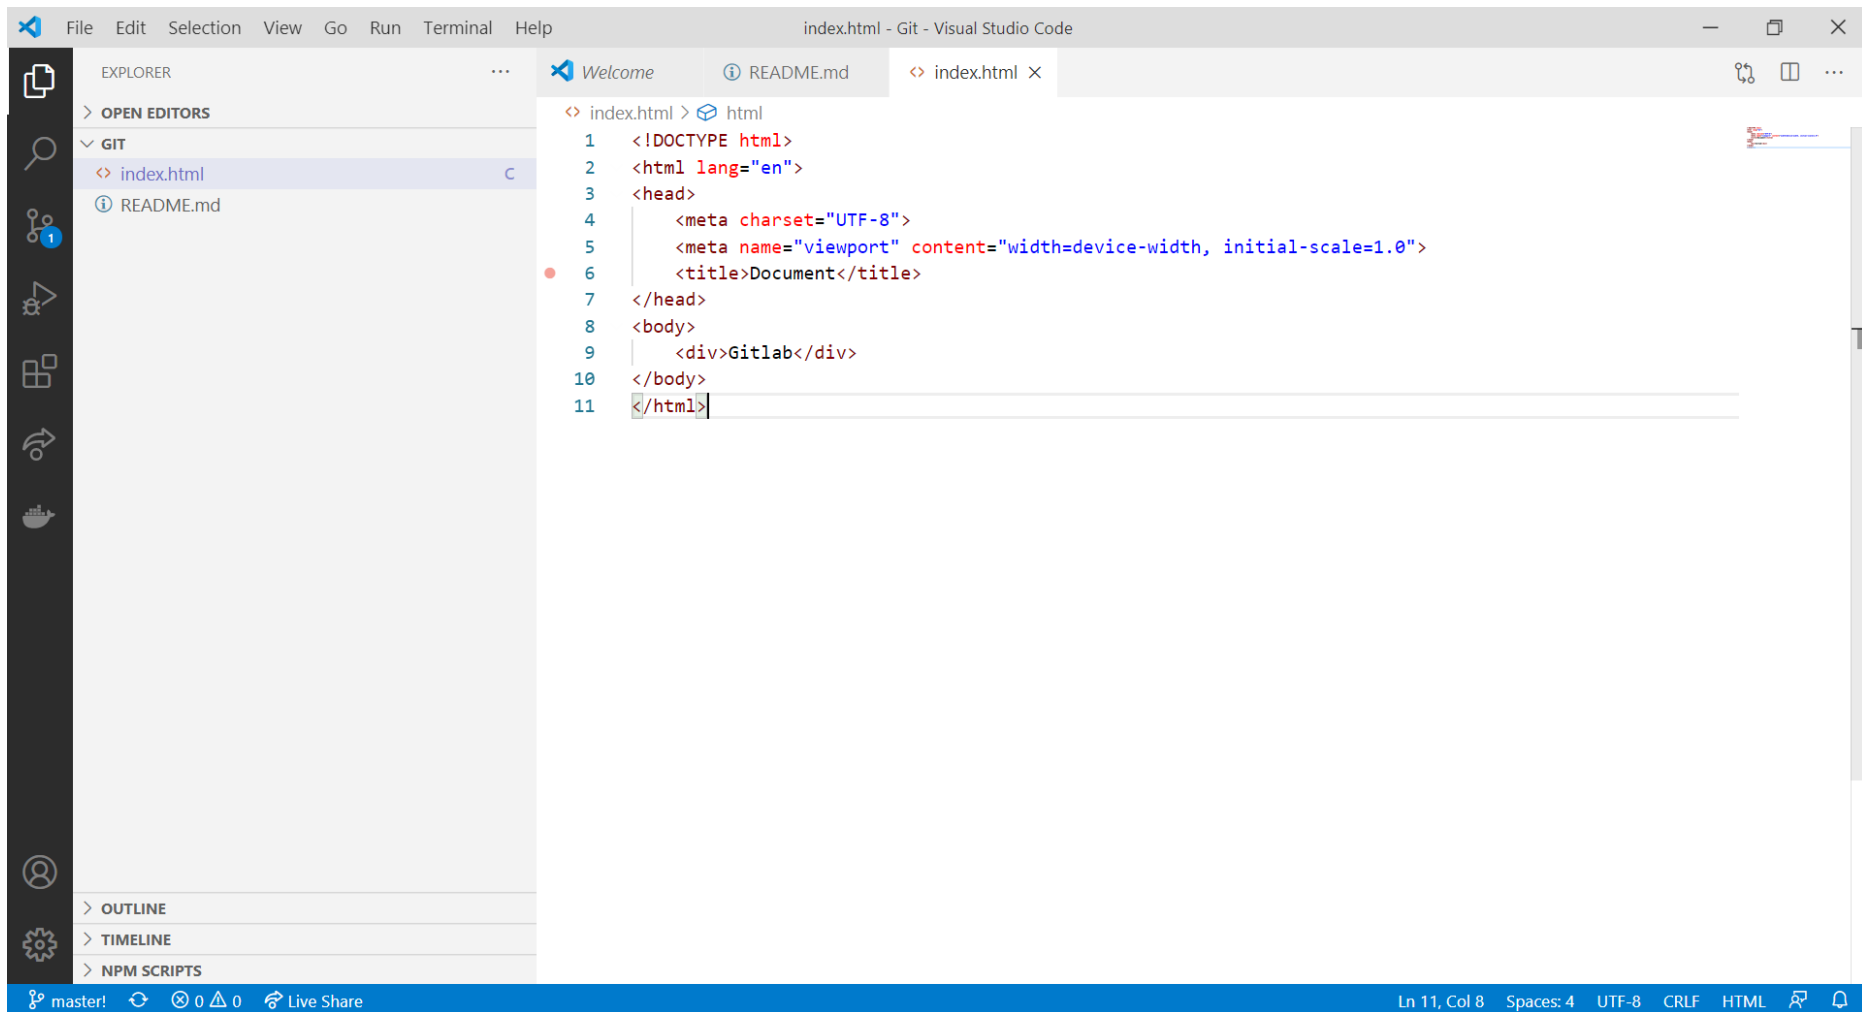 File Edit Selection View Go Run Terminal Help
index.html - Git - Visual Studio Code
EXPLORER
OPEN EDITORS
GIT
index.html C
README.md
1
OUTLINE
TIMELINE
NPM SCRIPTS
Welcome README.md index.html
index.html > html
1 <!DOCTYPE html>
2 <html lang="en">
3 <head>
4     <meta charset="UTF-8">
5     <meta name="viewport" content="width=device-width, initial-scale=1.0">
6     <title>Document</title>
7 </head>
8 <body>
9     <div>Gitlab</div>
10 </body>
11 </html>
master! 0 0 Live Share
Ln 11, Col 8 Spaces: 4 UTF-8 CRLF HTML